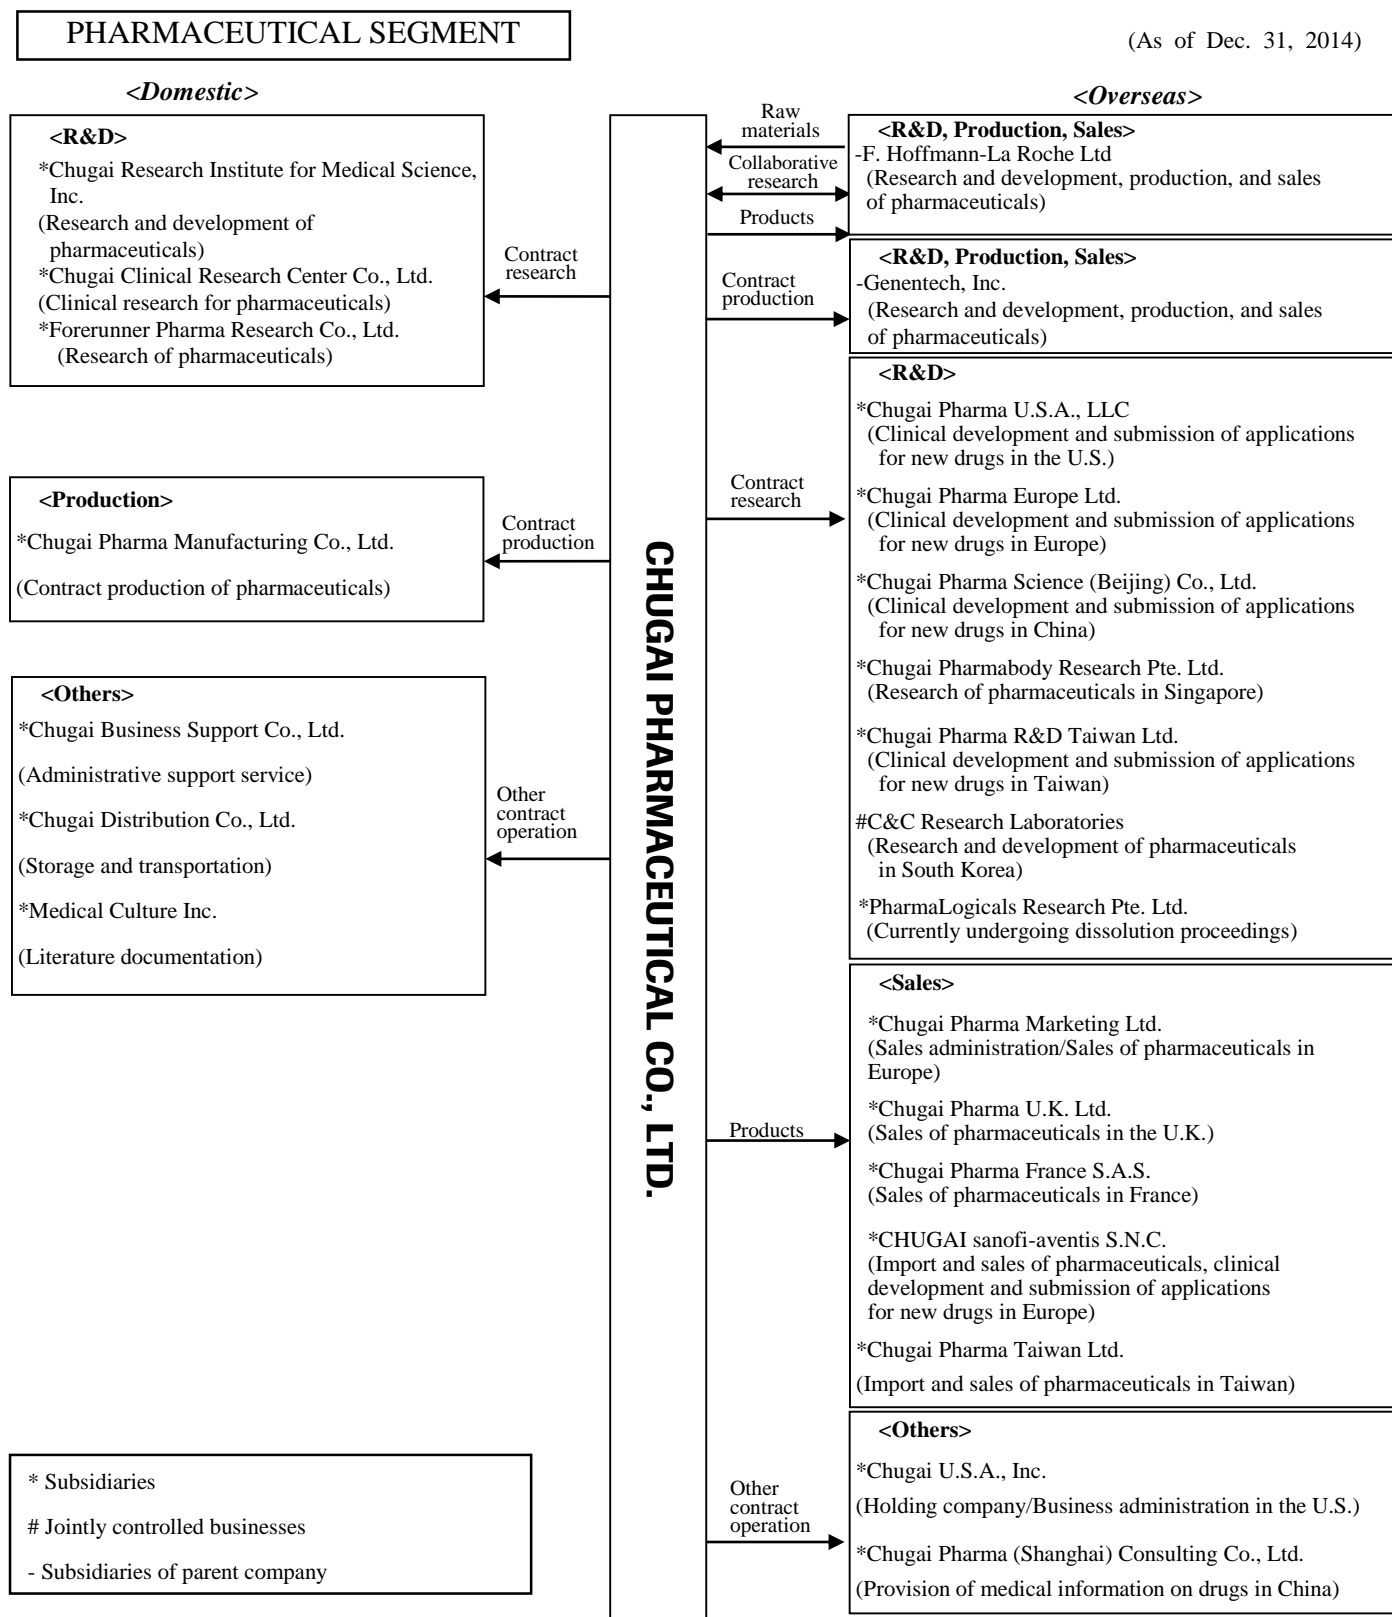 PHARMACEUTICAL SEGMENT
(As of Dec. 31, 2014)
<Domestic>
<R&D>
*Chugai Research Institute for Medical Science,
Inc.
(Research and development of
pharmaceuticals)
*Chugai Clinical Research Center Co., Ltd.
(Clinical research for pharmaceuticals)
*Forerunner Pharma Research Co., Ltd.
(Research of pharmaceuticals)
Contract
research
<Production>
*Chugai Pharma Manufacturing Co., Ltd.
(Contract production of pharmaceuticals)
Contract
production
<Others>
*Chugai Business Support Co., Ltd.
(Administrative support service)
*Chugai Distribution Co., Ltd.
(Storage and transportation)
*Medical Culture Inc.
(Literature documentation)
Other
contract
operation
* Subsidiaries
# Jointly controlled businesses
- Subsidiaries of parent company
CHUGAI PHARMACEUTICAL CO., LTD.
<Overseas>
Raw
materials
Collaborative
research
Products
<R&D, Production, Sales>
-F. Hoffmann-La Roche Ltd
(Research and development, production, and sales
of pharmaceuticals)
Contract
production
<R&D, Production, Sales>
-Genentech, Inc.
(Research and development, production, and sales
of pharmaceuticals)
Contract
research
<R&D>
*Chugai Pharma U.S.A., LLC
(Clinical development and submission of applications
for new drugs in the U.S.)
*Chugai Pharma Europe Ltd.
(Clinical development and submission of applications
for new drugs in Europe)
*Chugai Pharma Science (Beijing) Co., Ltd.
(Clinical development and submission of applications
for new drugs in China)
*Chugai Pharmabody Research Pte. Ltd.
(Research of pharmaceuticals in Singapore)
*Chugai Pharma R&D Taiwan Ltd.
(Clinical development and submission of applications
for new drugs in Taiwan)
#C&C Research Laboratories
(Research and development of pharmaceuticals
in South Korea)
*PharmaLogicals Research Pte. Ltd.
(Currently undergoing dissolution proceedings)
Products
<Sales>
*Chugai Pharma Marketing Ltd.
(Sales administration/Sales of pharmaceuticals in
Europe)
*Chugai Pharma U.K. Ltd.
(Sales of pharmaceuticals in the U.K.)
*Chugai Pharma France S.A.S.
(Sales of pharmaceuticals in France)
*CHUGAI sanofi-aventis S.N.C.
(Import and sales of pharmaceuticals, clinical
development and submission of applications
for new drugs in Europe)
*Chugai Pharma Taiwan Ltd.
(Import and sales of pharmaceuticals in Taiwan)
Other
contract
operation
<Others>
*Chugai U.S.A., Inc.
(Holding company/Business administration in the U.S.)
*Chugai Pharma (Shanghai) Consulting Co., Ltd.
(Provision of medical information on drugs in China)